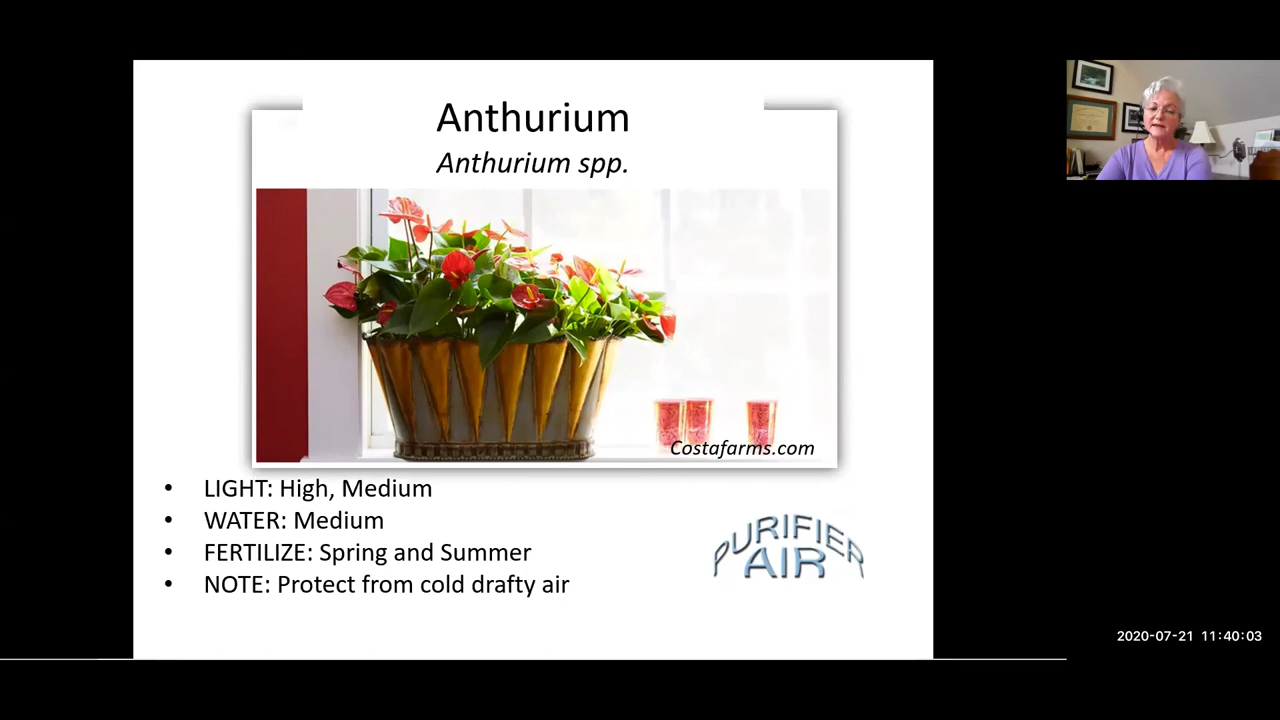 Anthurium
Anthurium spp.
Costafarms.com
• LIGHT: High, Medium
• WATER: Medium
• FERTILIZE: Spring and Summer
• NOTE: Protect from cold drafty air
PURIFIER
AIR
2020-07-21 11:40:03